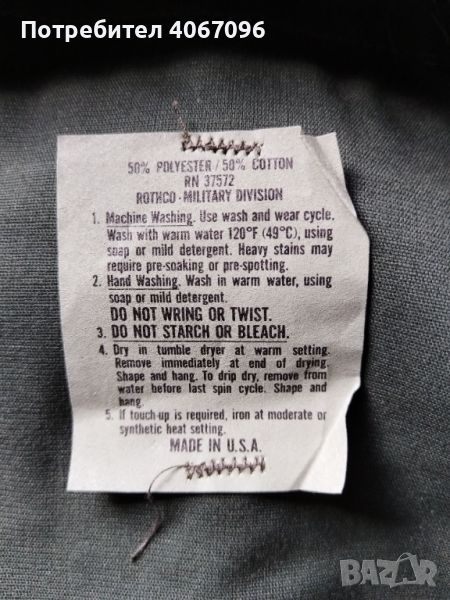 Потребител 4067096
50% POLYESTER / 50% COTTON
RN 37572
ROTHCO - MILITARY DIVISION
1. Machine Washing. Use wash and wear cycle.
Wash with warm water 120°F (49°C), using
soap or mild detergent. Heavy stains may
require pre-soaking or pre-spotting.
2. Hand Washing. Wash in warm water, using
soap or mild detergent.
DO NOT WRING OR TWIST.
3. DO NOT STARCH OR BLEACH.
4. Dry in tumble dryer at warm setting.
Remove immediately at end of drying.
Shape and hang. To drip dry, remove from
water before last spin cycle. Shape and
hang.
5. If touch-up is required, iron at moderate or
synthetic heat setting.
MADE IN U.S.A.
BAZAR